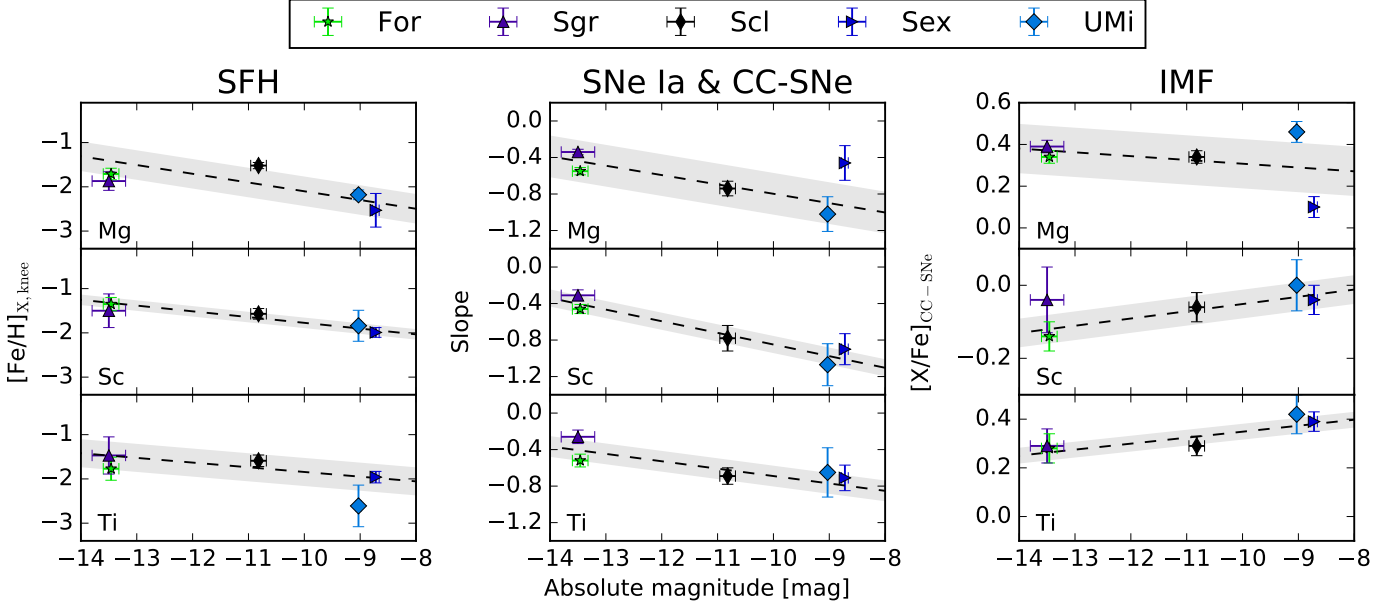 For Sgr Scl Sex UMi
SFH SNe Ia & CC-SNe IMF
−1
−2
−3
Mg
−1
−2
−3
Sc
−1
−2
−3
Ti
[Fe/H]X, knee
−14 −13 −12 −11 −10 −9 −8
0.0
−0.4
−0.8
−1.2
Mg
0.0
−0.4
−0.8
−1.2
Sc
0.0
−0.4
−0.8
−1.2
Ti
Slope
−14 −13 −12 −11 −10 −9 −8
Absolute magnitude [mag]
0.6
0.4
0.2
0.0
Mg
0.0
−0.2
Sc
0.4
0.2
0.0
Ti
[X/Fe]CC−SNe
−14 −13 −12 −11 −10 −9 −8